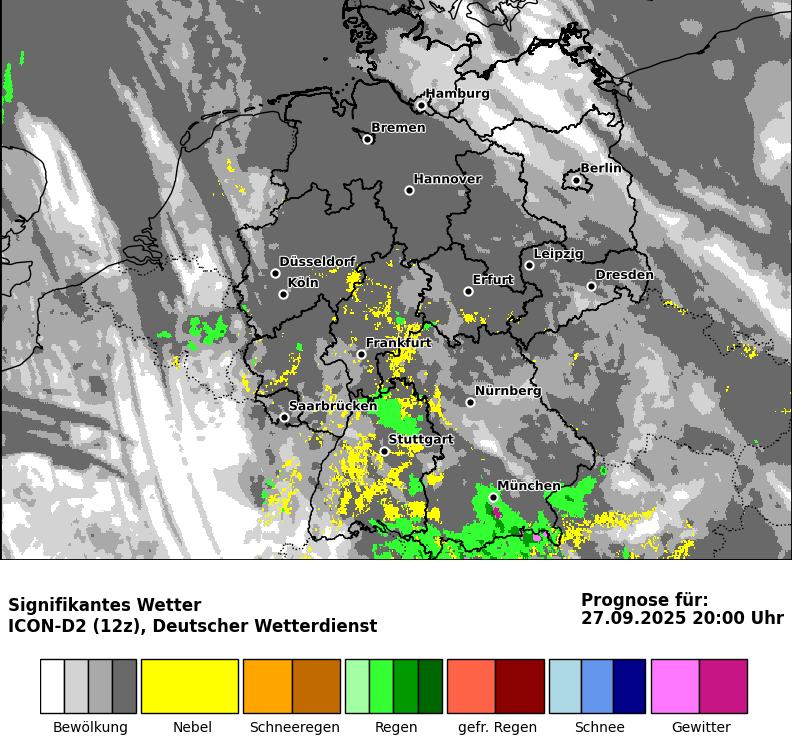 Hamburg
Bremen
Hannover
Berlin
Düsseldorf
Köln
Leipzig
Erfurt
Dresden
Frankfurt
Saarbrücken
Nürnberg
Stuttgart
München
Signifikantes Wetter
ICON-D2 (12z), Deutscher Wetterdienst
Prognose für:
27.09.2025 20:00 Uhr
Bewölkung
Nebel
Schneeregen
Regen
gefr. Regen
Schnee
Gewitter